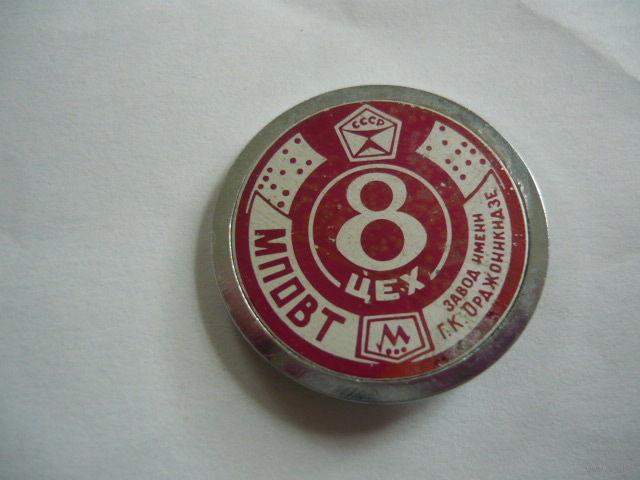 СССР
8
ЦЕХ
МПОВТ
ЗАВОД ИМЕНИ
Г.К. ОРДЖОНИКИДЗЕ
М